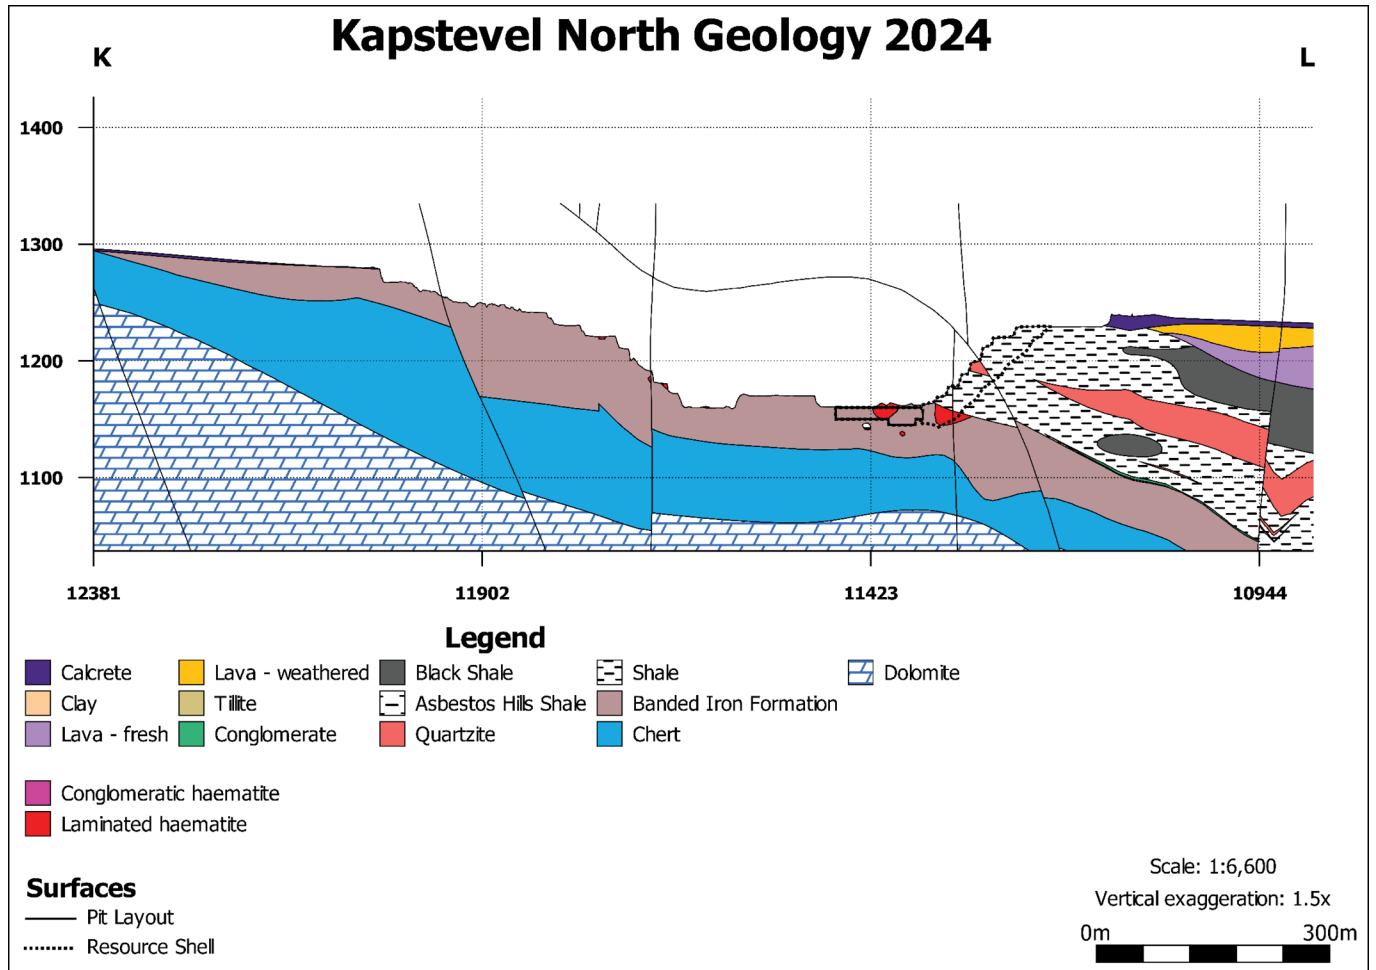 Kapstevel North Geology 2024
K
L
1400
1300
1200
1100
12381
11902
11423
10944
Legend
Calcrete
Lava - weathered
Black Shale
Shale
Dolomite
Clay
Tillite
Asbestos Hills Shale
Banded Iron Formation
Lava - fresh
Conglomerate
Quartzite
Chert
Conglomeratic haematite
Laminated haematite
Surfaces
Pit Layout
Resource Shell
Scale: 1:6,600
Vertical exaggeration: 1.5x
0m
300m